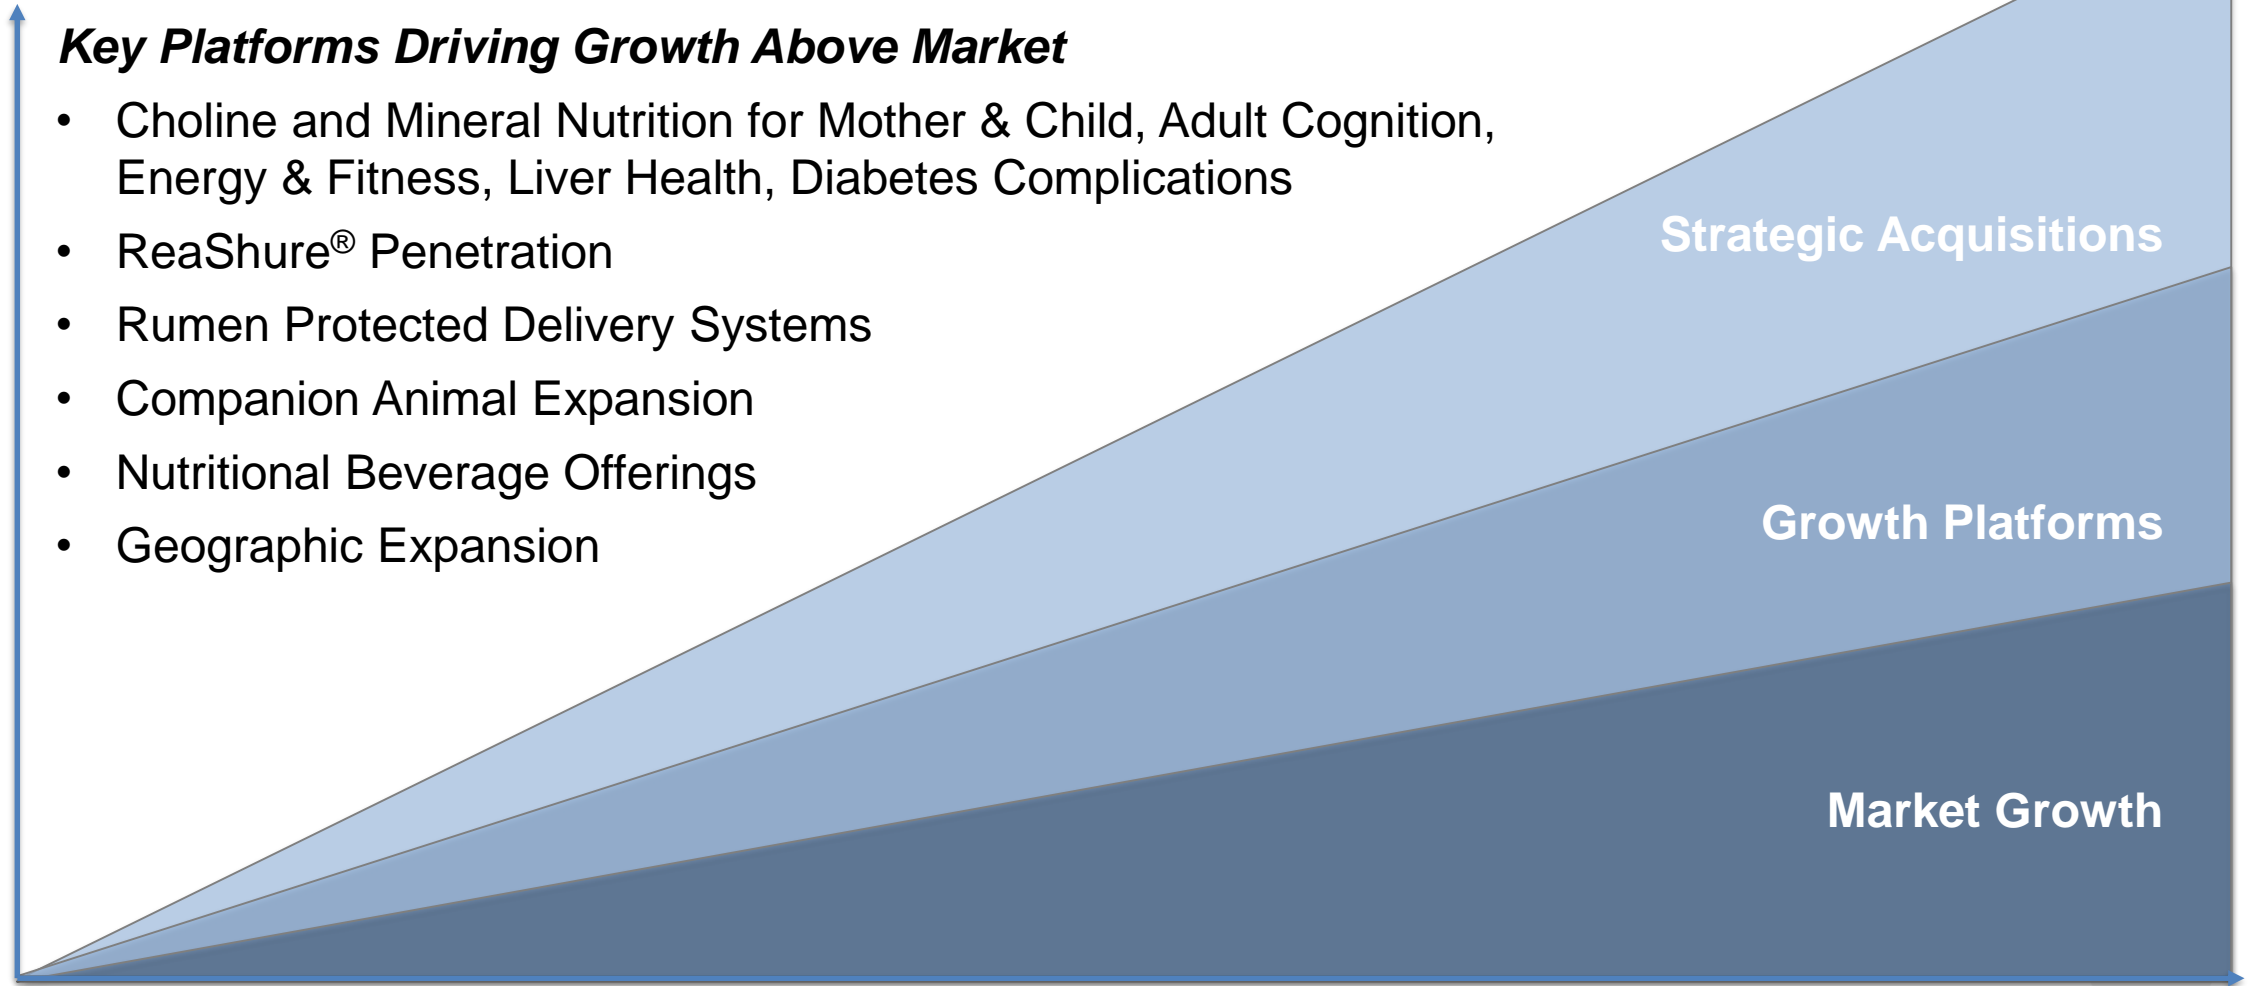 Key Platforms Driving Growth Above Market
• Choline and Mineral Nutrition for Mother & Child, Adult Cognition,
Energy & Fitness, Liver Health, Diabetes Complications
• ReaShure® Penetration
• Rumen Protected Delivery Systems
• Companion Animal Expansion
• Nutritional Beverage Offerings
• Geographic Expansion
Strategic Acquisitions
Growth Platforms
Market Growth